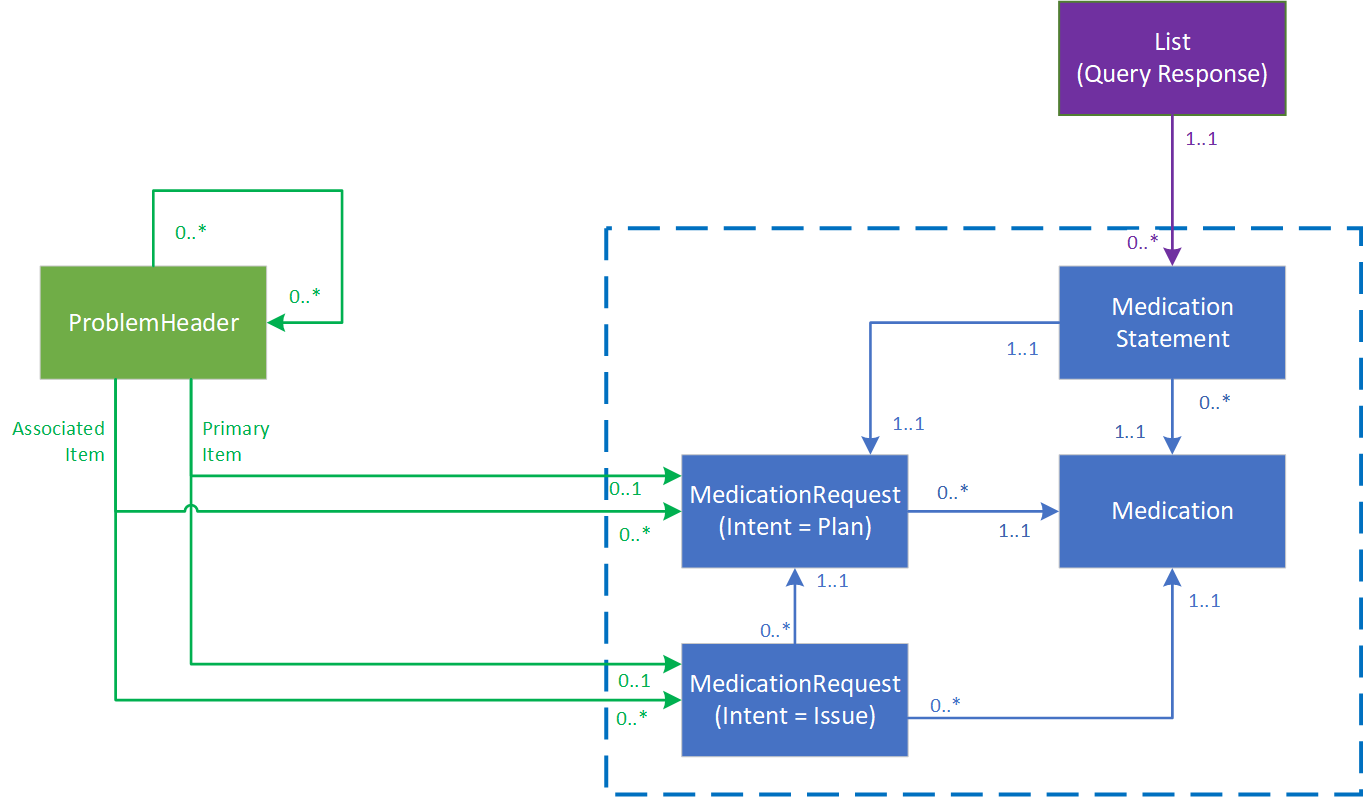 List
(Query Response)
1..1
0..*
0..*
0..*
ProblemHeader
Medication
Statement
1..1
0..*
1..1
1..1
Associated
Item
Primary
Item
0..1
0..*
MedicationRequest
(Intent = Plan)
0..*
1..1
Medication
1..1
0..*
1..1
0..1
0..*
MedicationRequest
(Intent = Issue)
0..*